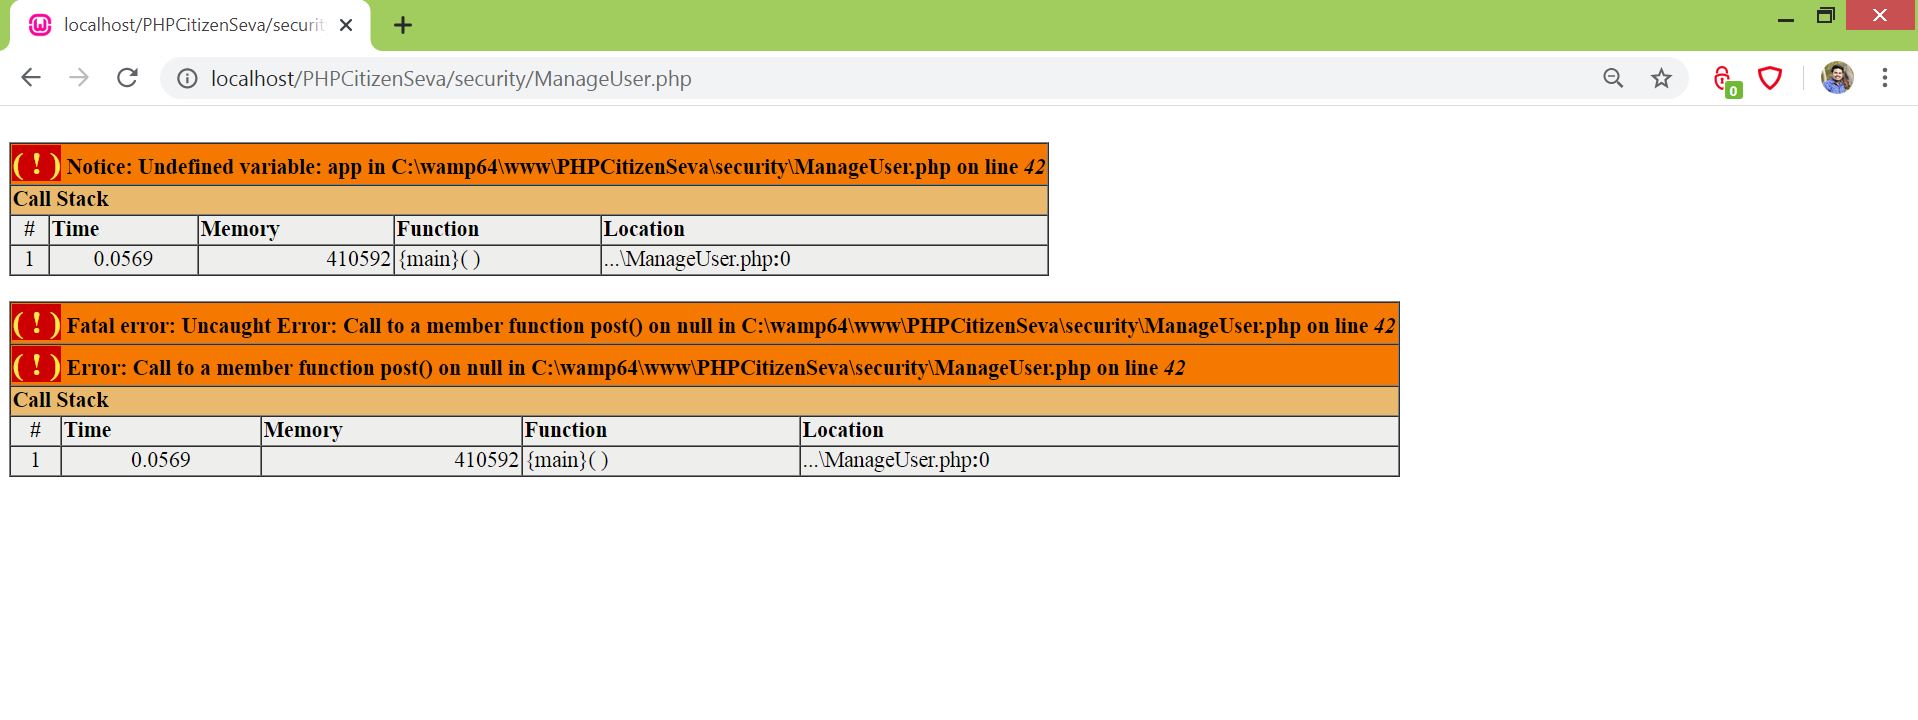 localhost/PHPCitizenSeva/securit
localhost/PHPCitizenSeva/security/ManageUser.php
0
( ! ) Notice: Undefined variable: app in C:\wamp64\www\PHPCitizenSeva\security\ManageUser.php on line 42
Call Stack
# Time Memory Function Location
1 0.0569 410592 {main}( ) ...\ManageUser.php:0
( ! ) Fatal error: Uncaught Error: Call to a member function post() on null in C:\wamp64\www\PHPCitizenSeva\security\ManageUser.php on line 42
( ! ) Error: Call to a member function post() on null in C:\wamp64\www\PHPCitizenSeva\security\ManageUser.php on line 42
Call Stack
# Time Memory Function Location
1 0.0569 410592 {main}( ) ...\ManageUser.php:0